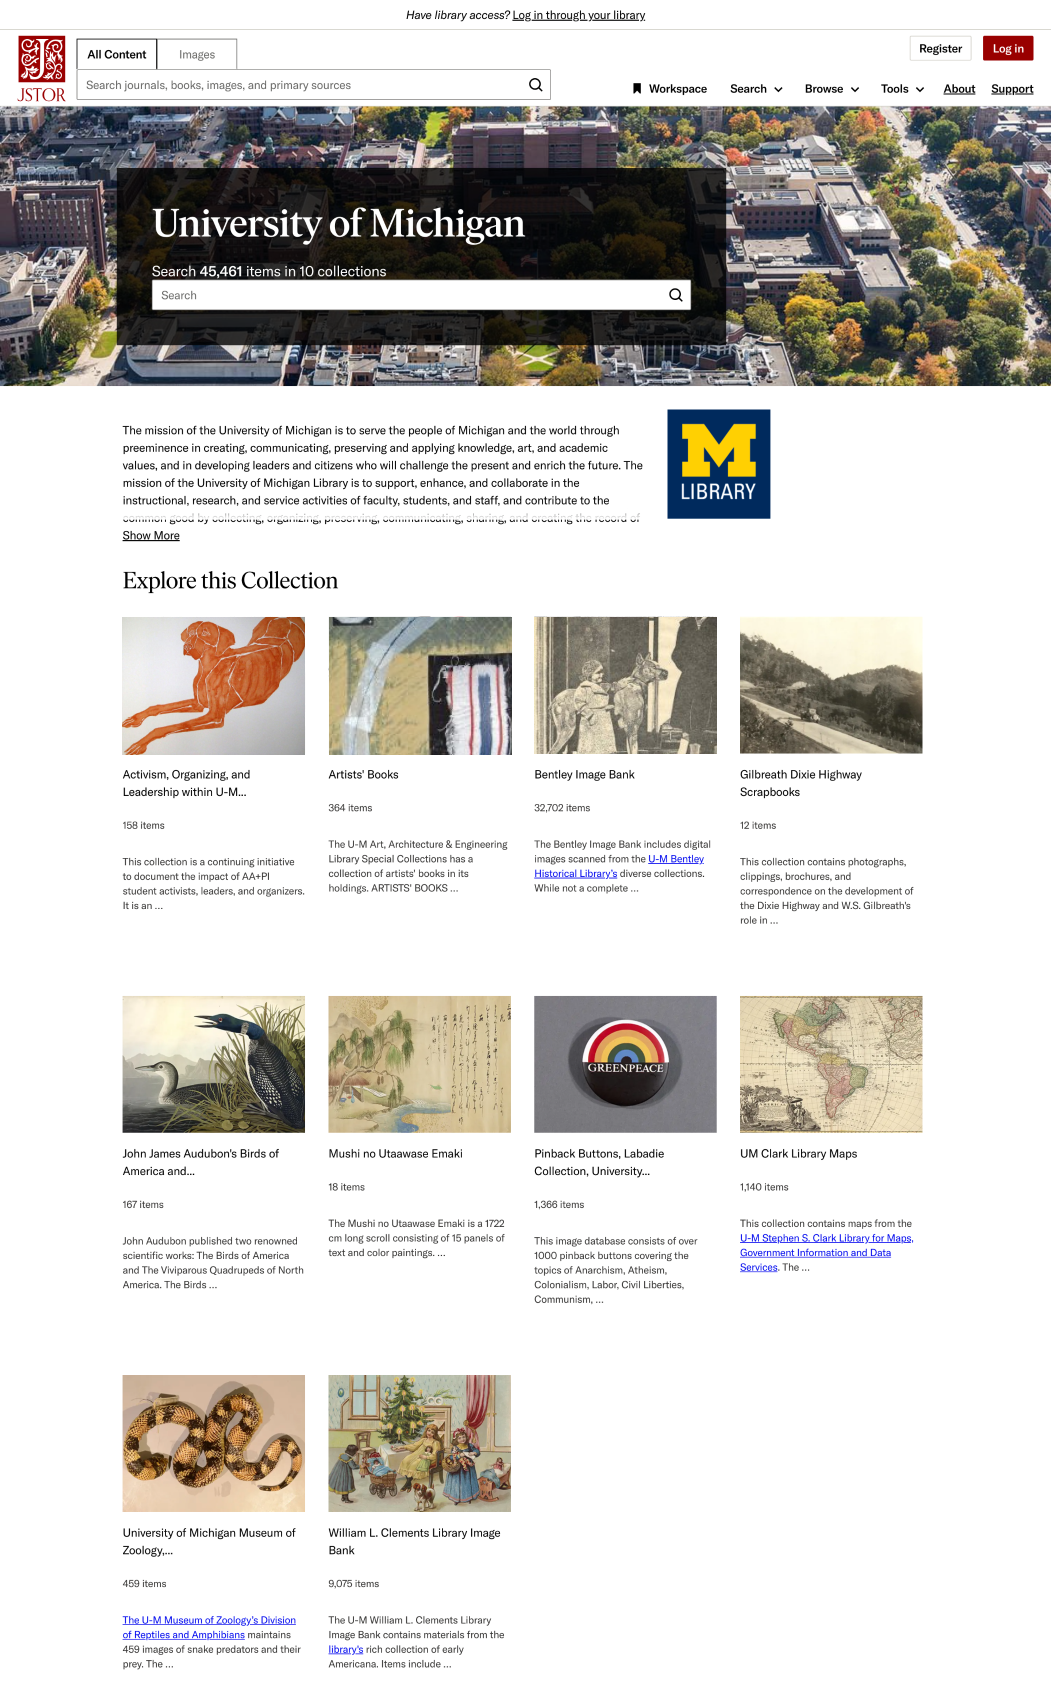 Have library access? Log in through your library
JSTOR
All Content
Images
Search journals, books, images, and primary sources
Register
Log in
Workspace
Search
Browse
Tools
About
Support
University of Michigan
Search 45,461 items in 10 collections
Search
The mission of the University of Michigan is to serve the people of Michigan and the world through
preeminence in creating, communicating, preserving and applying knowledge, art, and academic
values, and in developing leaders and citizens who will challenge the present and enrich the future. The
mission of the University of Michigan Library is to support, enhance, and collaborate in the
instructional, research, and service activities of faculty, students, and staff, and contribute to the
common good by collecting, organizing, preserving, communicating, sharing, and creating the record of
Show More
M
LIBRARY
Explore this Collection
Activism, Organizing, and
Leadership within U-M...
158 items
This collection is a continuing initiative
to document the impact of AA+PI
student activists, leaders, and organizers.
It is an ...
Artists' Books
364 items
The U-M Art, Architecture & Engineering
Library Special Collections has a
collection of artists' books in its
holdings. ARTISTS' BOOKS ...
Bentley Image Bank
32,702 items
The Bentley Image Bank includes digital
images scanned from the U-M Bentley
Historical Library's diverse collections.
While not a complete ...
Gilbreath Dixie Highway
Scrapbooks
12 items
This collection contains photographs,
clippings, brochures, and
correspondence on the development of
the Dixie Highway and W.S. Gilbreath's
role in ...
John James Audubon's Birds of
America and...
167 items
John Audubon published two renowned
scientific works: The Birds of America
and The Viviparous Quadrupeds of North
America. The Birds ...
Mushi no Utaawase Emaki
18 items
The Mushi no Utaawase Emaki is a 1722
cm long scroll consisting of 15 panels of
text and color paintings. ...
GREENPEACE
Pinback Buttons, Labadie
Collection, University...
1,366 items
This image database consists of over
1000 pinback buttons covering the
topics of Anarchism, Atheism,
Colonialism, Labor, Civil Liberties,
Communism, ...
UM Clark Library Maps
1,140 items
This collection contains maps from the
U-M Stephen S. Clark Library for Maps,
Government Information and Data
Services. The ...
University of Michigan Museum of
Zoology,...
459 items
The U-M Museum of Zoology's Division
of Reptiles and Amphibians maintains
459 images of snake predators and their
prey. The ...
William L. Clements Library Image
Bank
9,075 items
The U-M William L. Clements Library
Image Bank contains materials from the
library's rich collection of early
Americana. Items include ...